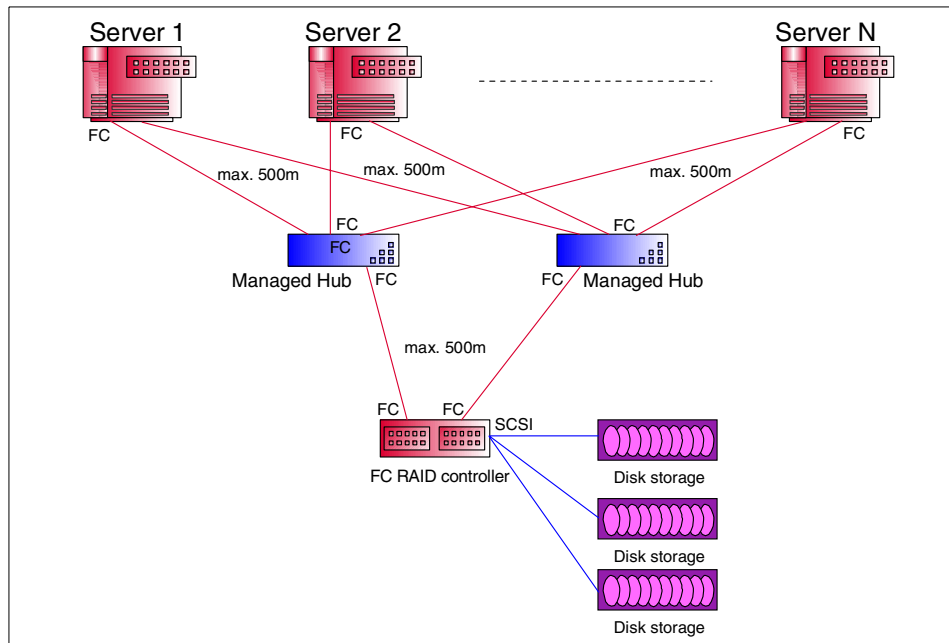 Server 1
Server 2
Server N
FC
FC
FC
max. 500m
max. 500m
max. 500m
FC
FC
FC
FC
FC
Managed Hub
Managed Hub
max. 500m
FC
FC
SCSI
FC RAID controller
Disk storage
Disk storage
Disk storage